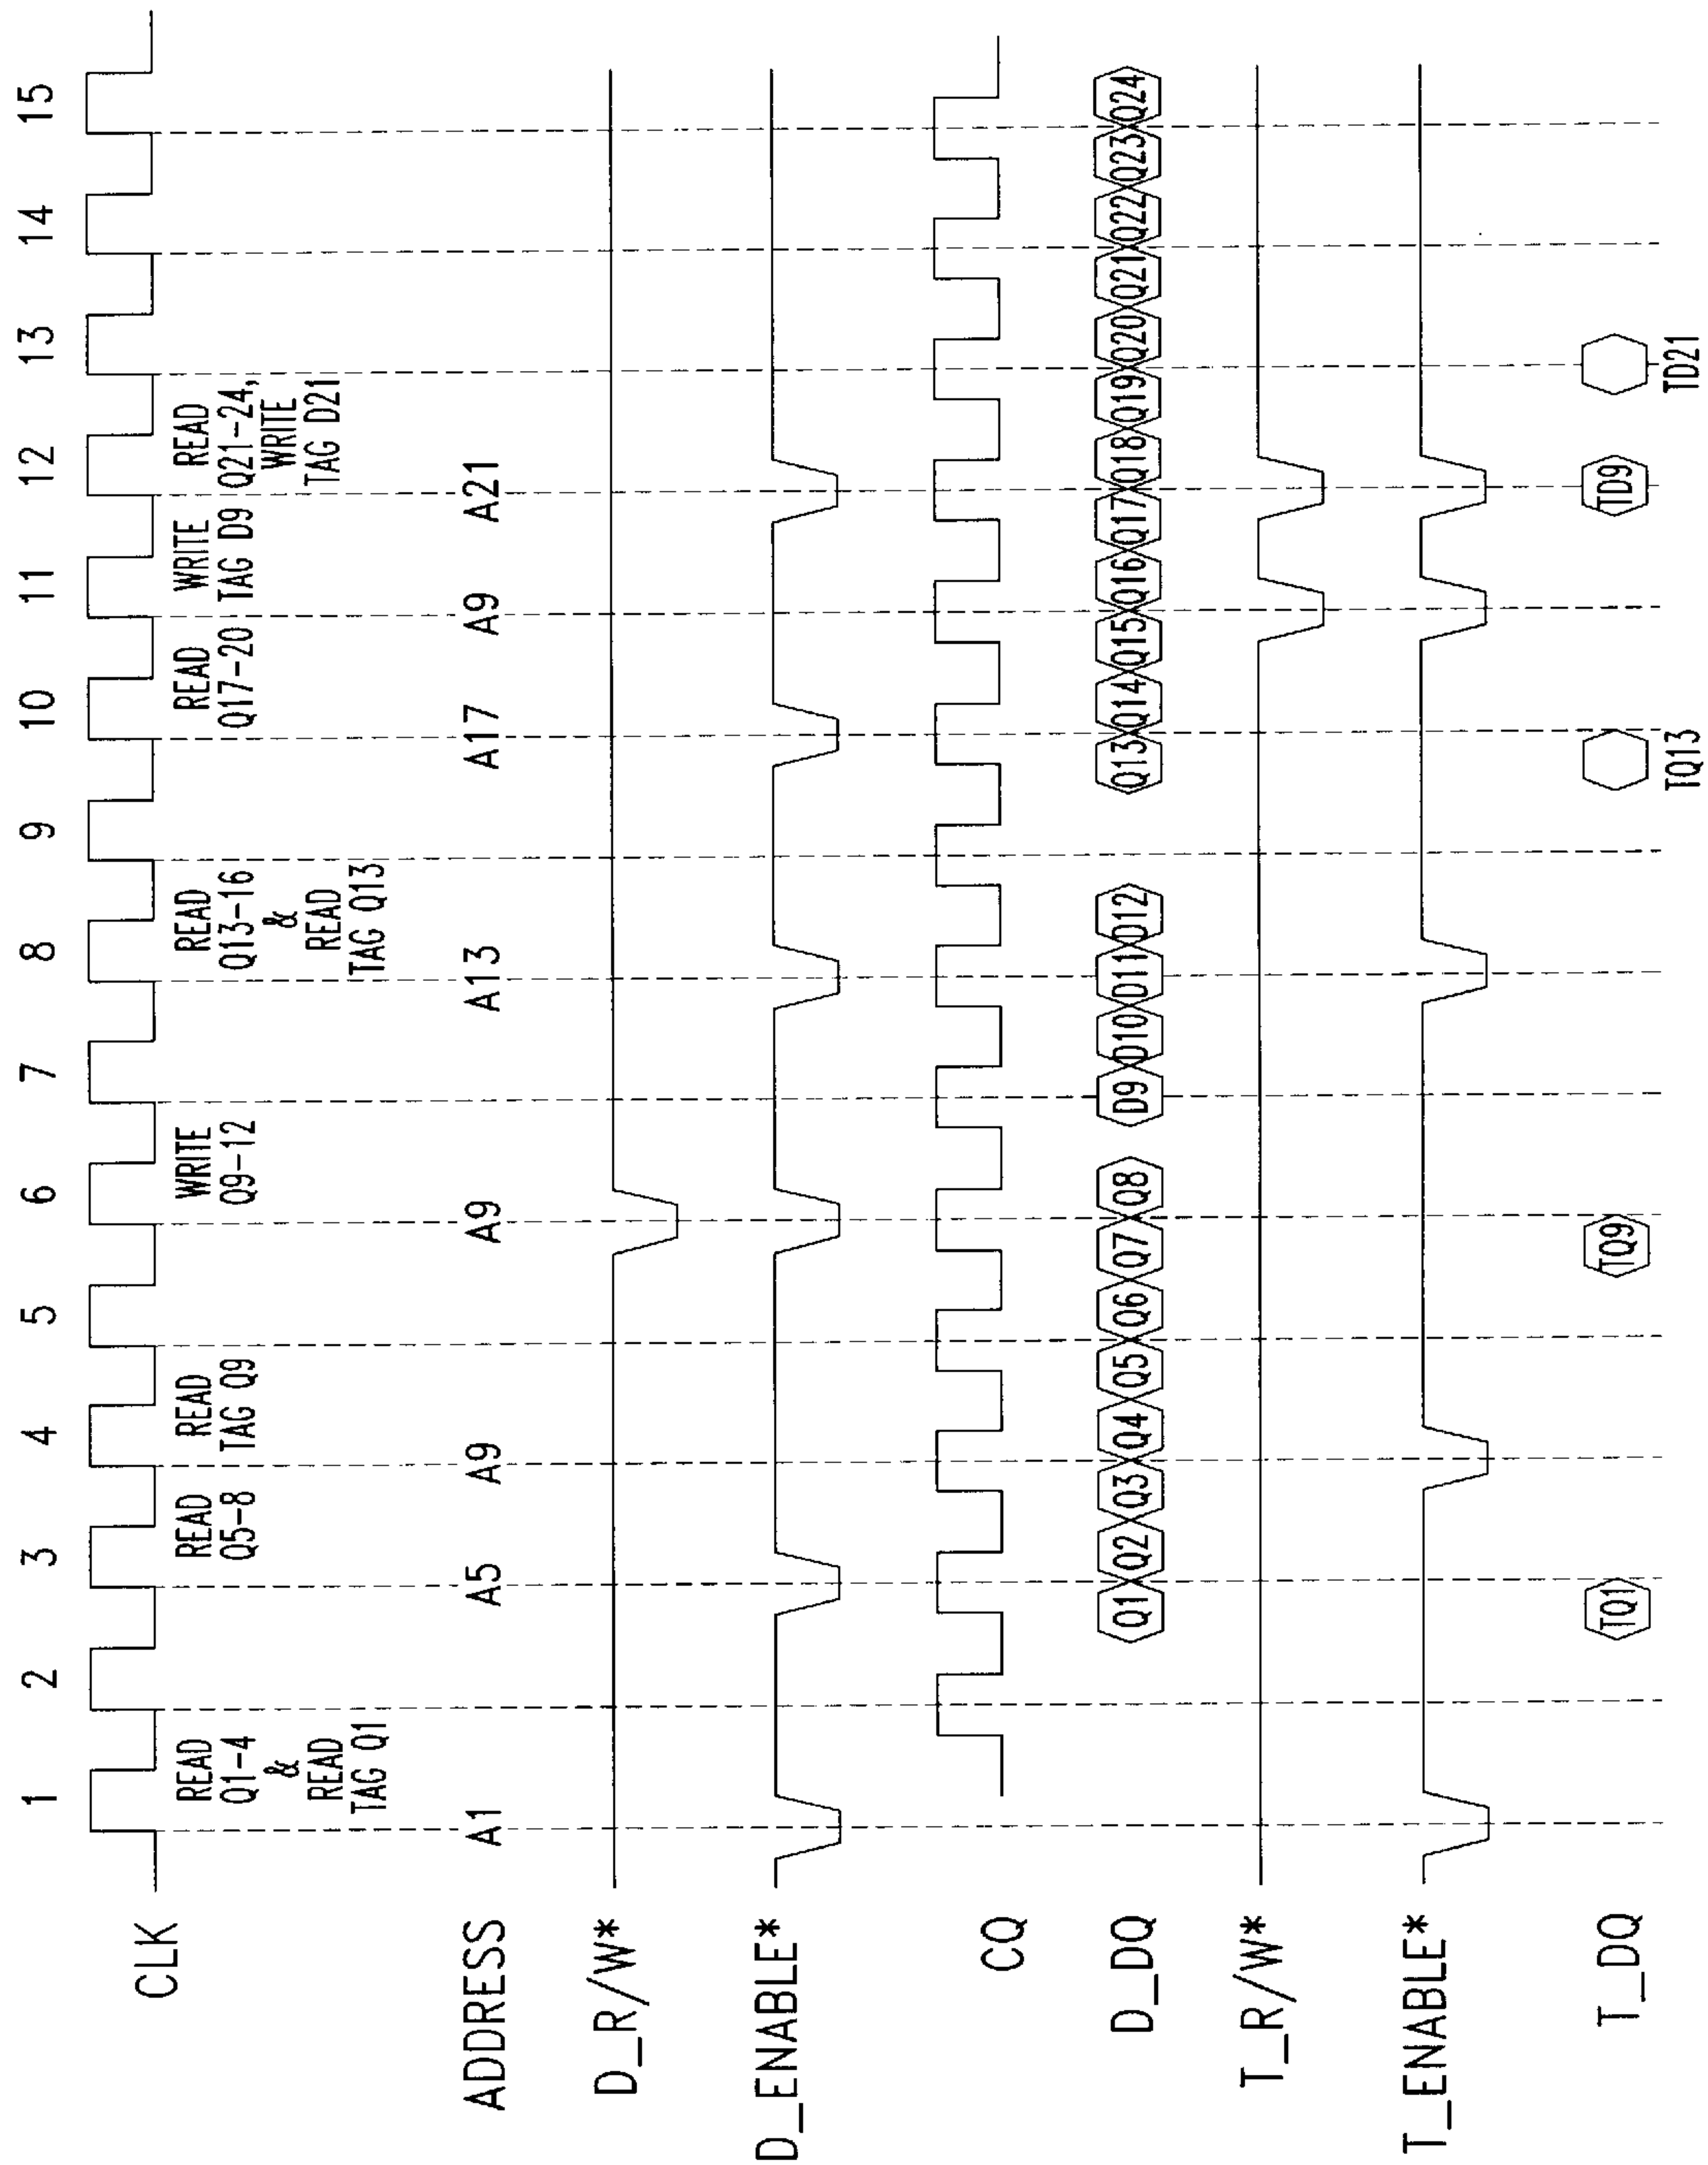 1 2 3 4 5 6 7 8 9 10 11 12 13 14 15
CLK
READ
Q1-4
&
READ
TAG Q1
READ
Q5-8
READ
TAG Q9
WRITE
Q9-12
READ
Q13-16
&
READ
TAG Q13
READ
Q17-20
WRITE
TAG D9
READ
Q21-24,
WRITE
TAG D21
ADDRESS A1 A5 A9 A9 A13 A17 A9 A21
D_R/W*
D_ENABLE*
CQ
D_DQ Q1 Q2 Q3 Q4 Q5 Q6 Q7 Q8 D9 D10 D11 D12 Q13 Q14 Q15 Q16 Q17 Q18 Q19 Q20 Q21 Q22 Q23 Q24
T_R/W*
T_ENABLE*
T_DQ TQ1 TQ9 TD9
TQ13 TD21